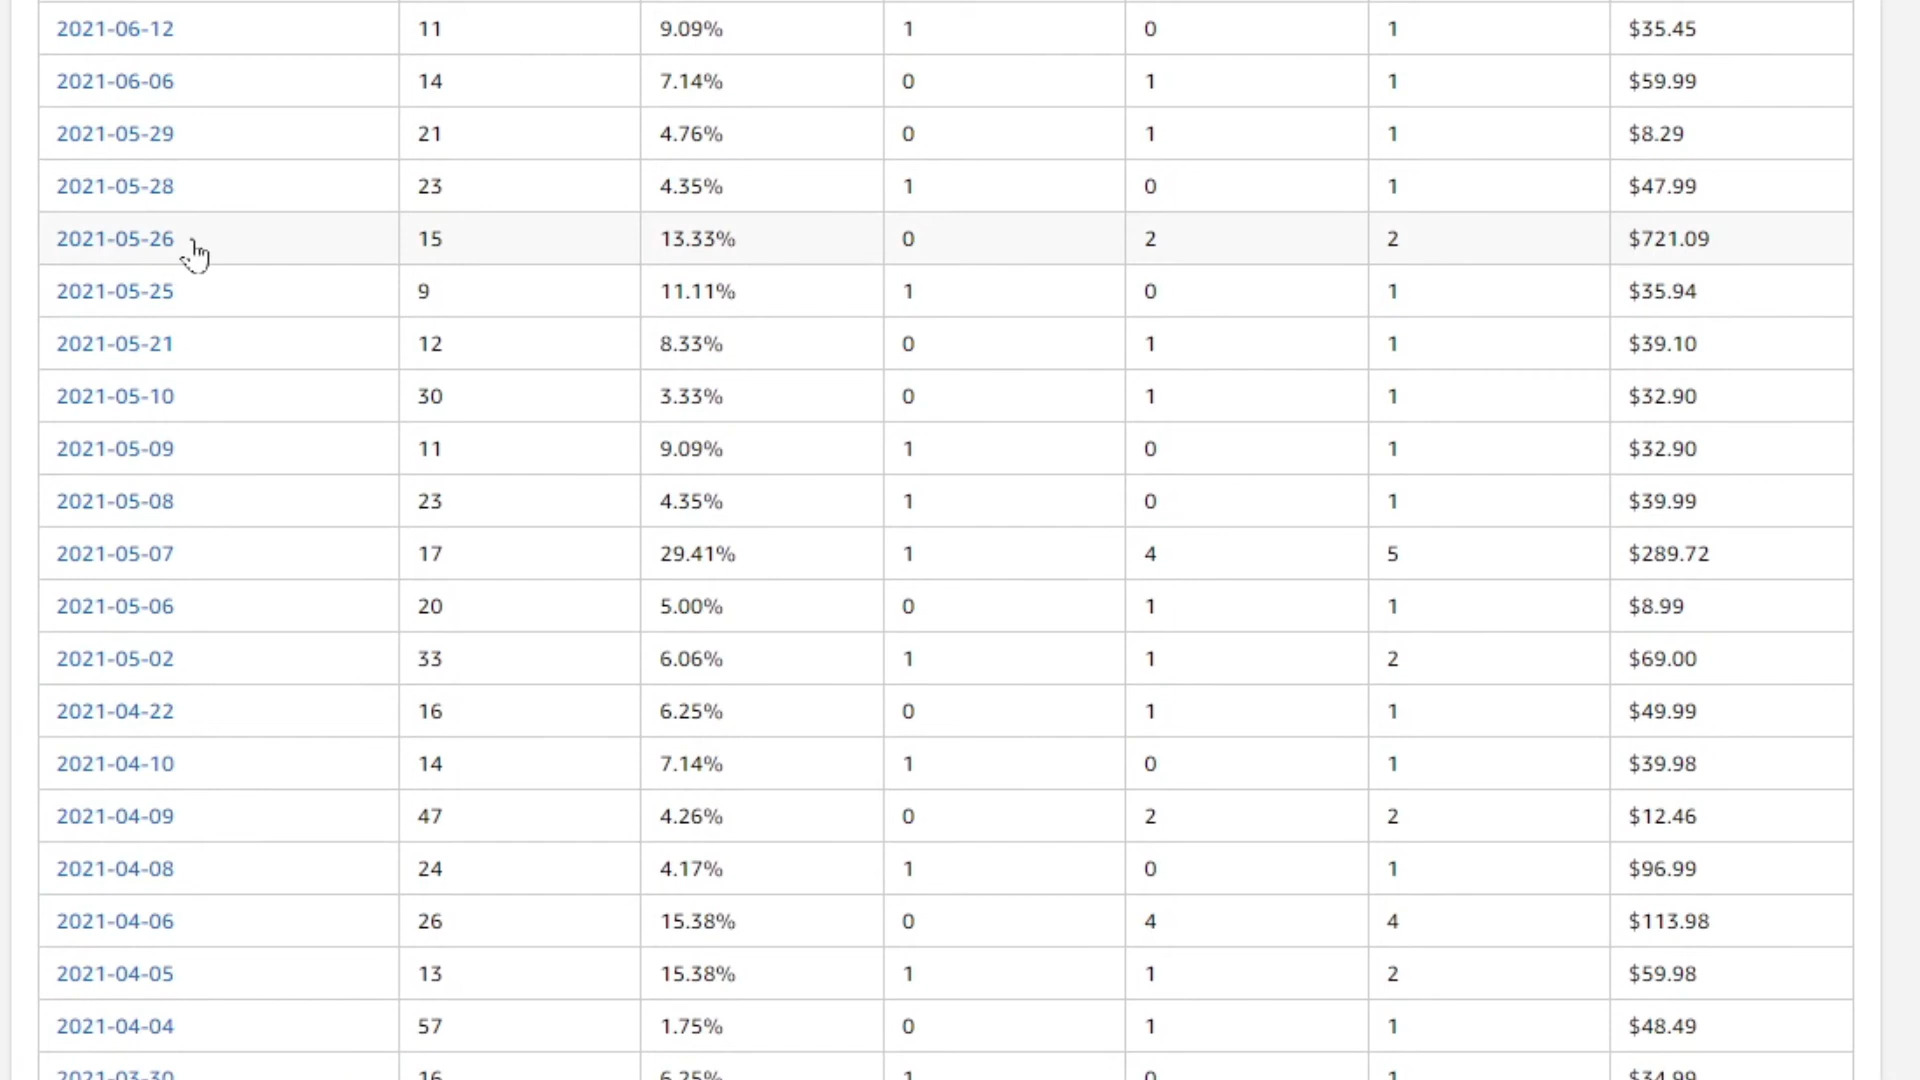 2021-06-12 11 9.09% 1 0 1 $35.45
2021-06-06 14 7.14% 0 1 1 $59.99
2021-05-29 21 4.76% 0 1 1 $8.29
2021-05-28 23 4.35% 1 0 1 $47.99
2021-05-26 15 13.33% 0 2 2 $721.09
2021-05-25 9 11.11% 1 0 1 $35.94
2021-05-21 12 8.33% 0 1 1 $39.10
2021-05-10 30 3.33% 0 1 1 $32.90
2021-05-09 11 9.09% 1 0 1 $32.90
2021-05-08 23 4.35% 1 0 1 $39.99
2021-05-07 17 29.41% 1 4 5 $289.72
2021-05-06 20 5.00% 0 1 1 $8.99
2021-05-02 33 6.06% 1 1 2 $69.00
2021-04-22 16 6.25% 0 1 1 $49.99
2021-04-10 14 7.14% 1 0 1 $39.98
2021-04-09 47 4.26% 0 2 2 $12.46
2021-04-08 24 4.17% 1 0 1 $96.99
2021-04-06 26 15.38% 0 4 4 $113.98
2021-04-05 13 15.38% 1 1 2 $59.98
2021-04-04 57 1.75% 0 1 1 $48.49
2021-03-30 16 6.25% 1 0 1 $34.99